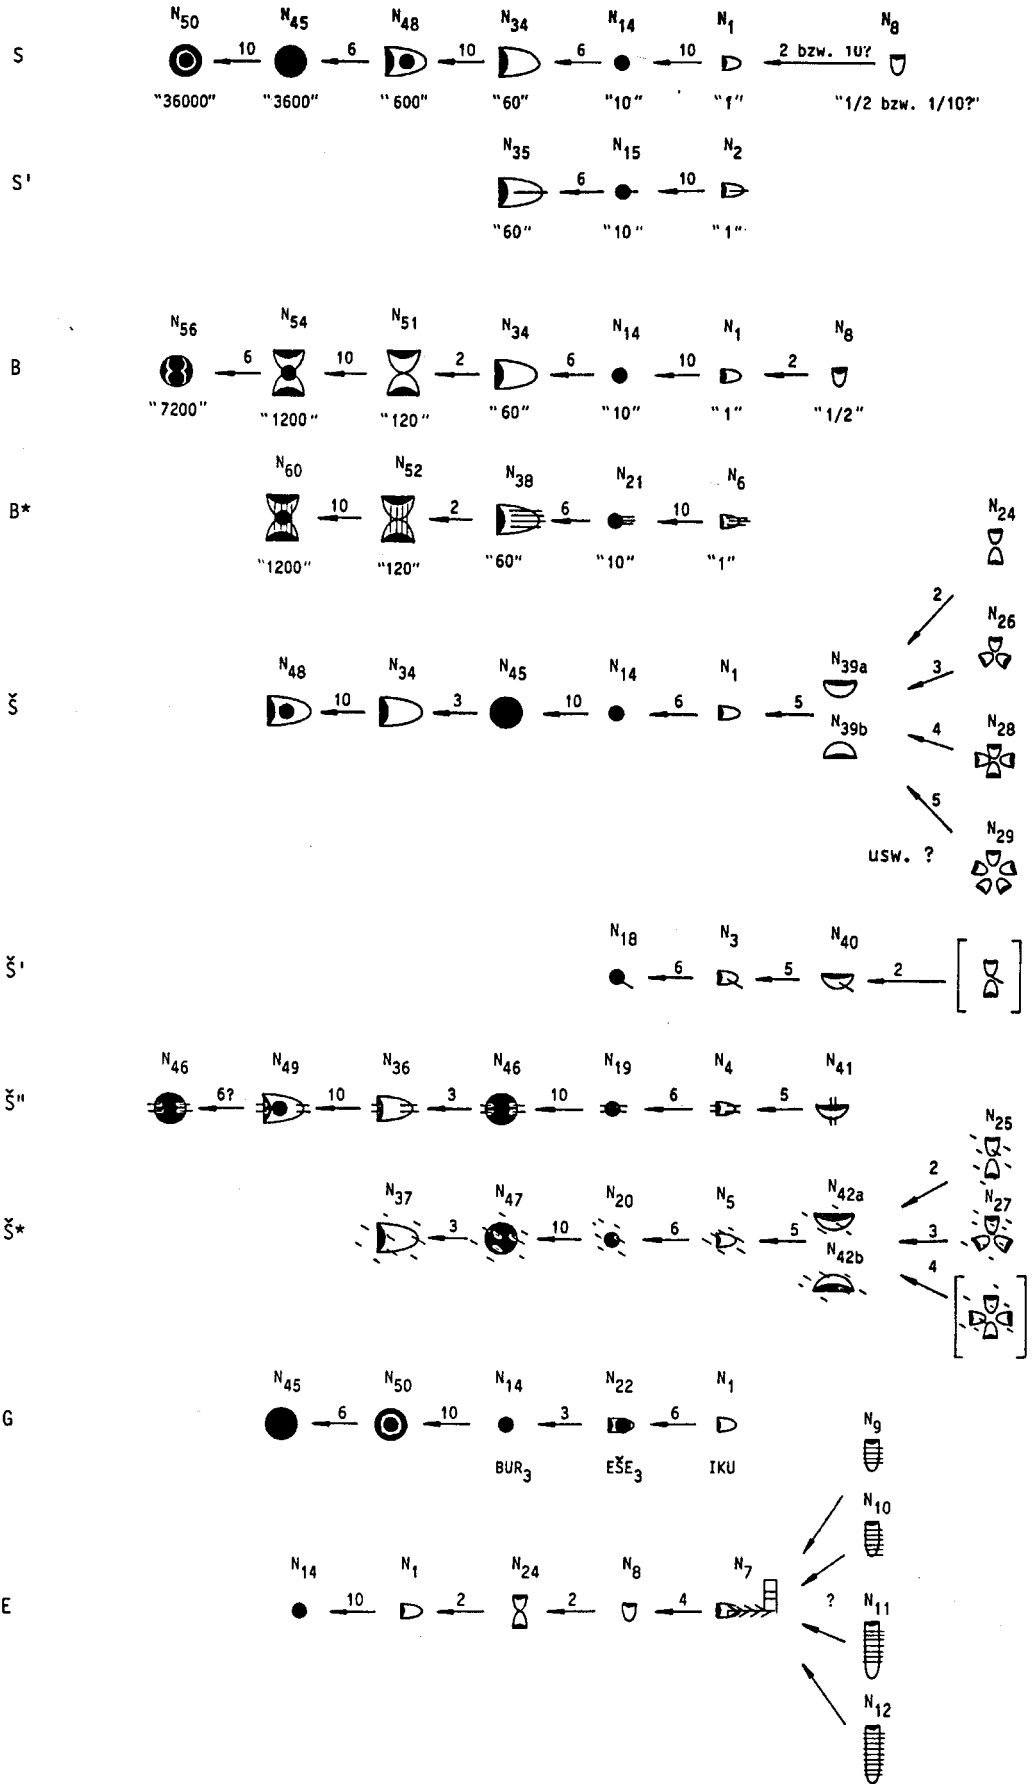 N50 N45 N48 N34 N14 N1 N8
S 10 6 10 6 10 2 bzw. 10?
"36000" "3600" "600" "60" "10" "1" "1/2 bzw. 1/10?"
N35 N15 N2
S' 6 10
"60" "10" "1"
N56 N54 N51 N34 N14 N1 N8
B 6 10 2 6 10 2
"7200" "1200" "120" "60" "10" "1" "1/2"
N60 N52 N38 N21 N6
B* 10 2 6 10
"1200" "120" "60" "10" "1"
N24
2
N26
N48 N34 N45 N14 N1 N39a
3
Š 10 3 10 6 5
N39b 4 N28
5
usw. ? N29
N18 N3 N40
Š' 6 5 2
N46 N49 N36 N46 N19 N4 N41
Š" 6? 10 3 10 6 5
N25
2
N37 N47 N20 N5 N42a N27
Š* 3 10 6 5 3
N42b 4
N45 N50 N14 N22 N1
G 6 10 3 6
BUR3 EŠE3 IKU
N9
N10
N14 N1 N24 N8 N7
E 10 2 2 4 ? N11
N12